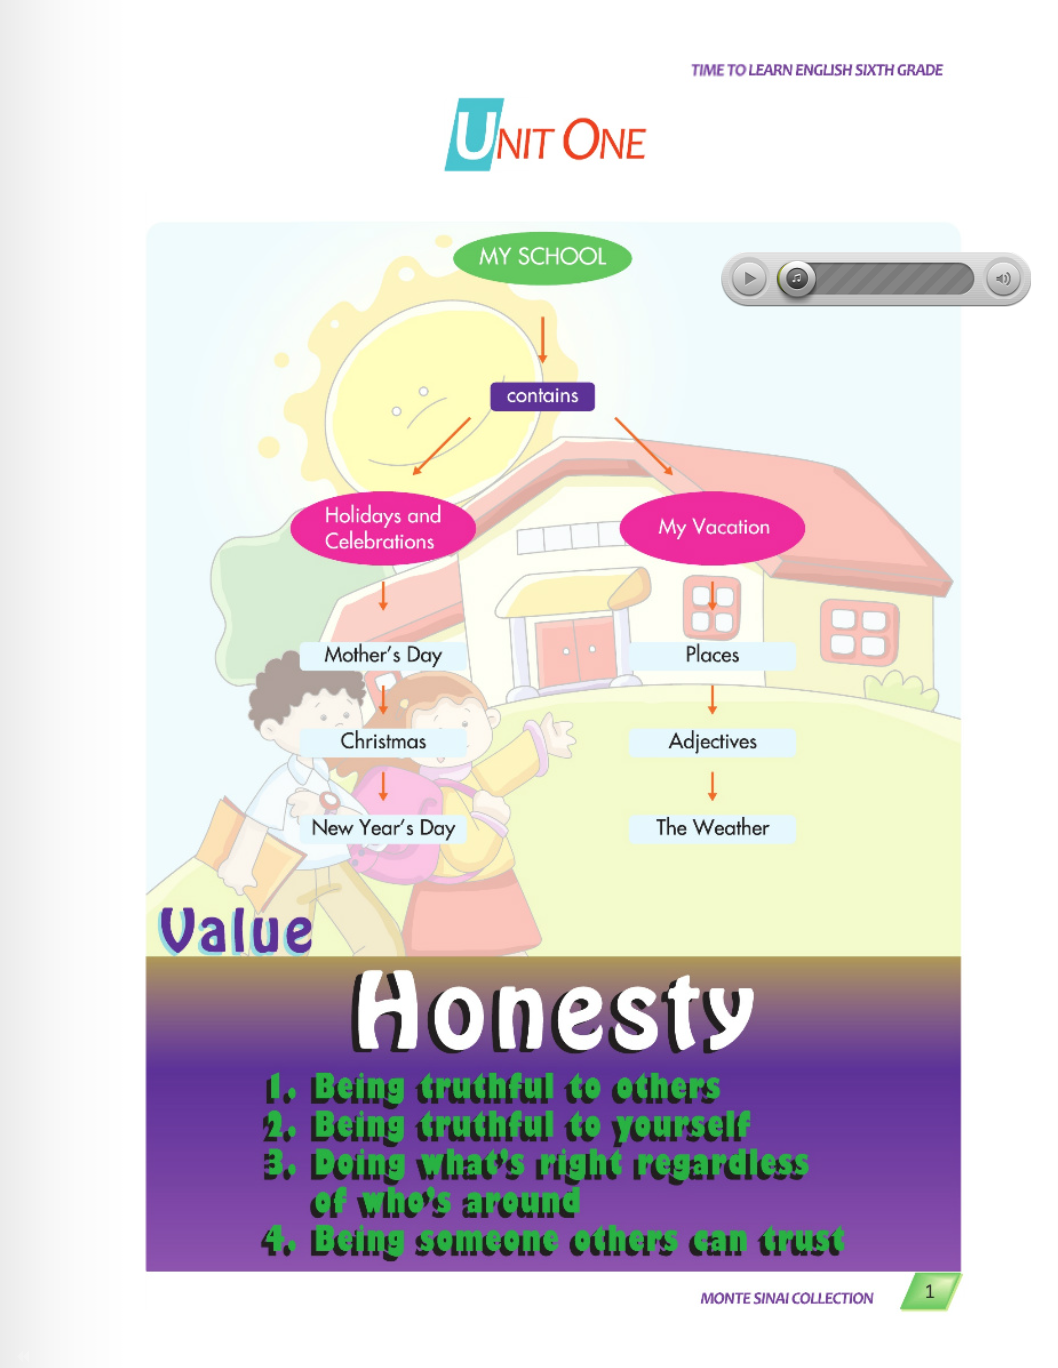 TIME TO LEARN ENGLISH SIXTH GRADE
UNIT ONE
MY SCHOOL
contains
Holidays and
Celebrations
My Vacation
Mother's Day
Places
Christmas
Adjectives
New Year's Day
The Weather
Value
Honesty
1. Being truthful to others
2. Being truthful to yourself
3. Doing what's right regardless
of who's around
4. Being someone others can trust
MONTE SINAI COLLECTION
1